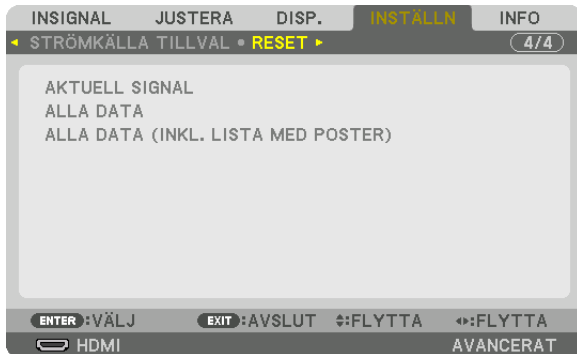 INSIGNAL JUSTERA DISP. INSTÄLLN INFO
STRÖMKÄLLA TILLVAL • RESET 4/4
AKTUELL SIGNAL
ALLA DATA
ALLA DATA (INKL. LISTA MED POSTER)
ENTER :VÄLJ EXIT :AVSLUT :FLYTTA :FLYTTA
HDMI AVANCERAT